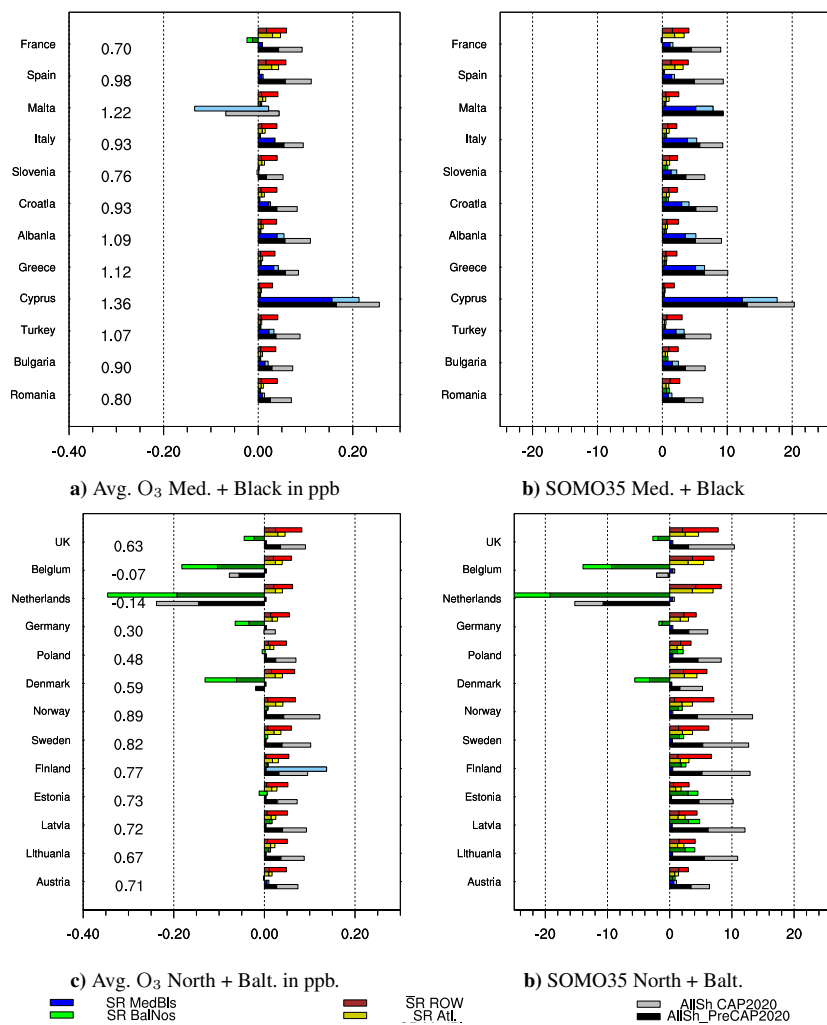 France 0.70 France
Spain 0.98 Spain
Malta 1.22 Malta
Italy 0.93 Italy
Slovenia 0.76 Slovenia
Croatia 0.93 Croatia
Albania 1.09 Albania
Greece 1.12 Greece
Cyprus 1.36 Cyprus
Turkey 1.07 Turkey
Bulgaria 0.90 Bulgaria
Romania 0.80 Romania
-0.40 -0.20 0.00 0.20 -20 -10 0 10 20
a) Avg. O₃ Med. + Black in ppb b) SOMO35 Med. + Black
UK 0.63 UK
Belgium -0.07 Belgium
Netherlands -0.14 Netherlands
Germany 0.30 Germany
Poland 0.48 Poland
Denmark 0.59 Denmark
Norway 0.89 Norway
Sweden 0.82 Sweden
Finland 0.77 Finland
Estonia 0.73 Estonia
Latvia 0.72 Latvia
Lithuania 0.67 Lithuania
Austria 0.71 Austria
-0.40 -0.20 0.00 0.20 -20 -10 0 10 20
c) Avg. O₃ North + Balt. in ppb. b) SOMO35 North + Balt.
SR MedBls SR ROW AllSh CAP2020
SR BalNos SR Atl. AllSh_PreCAP2020